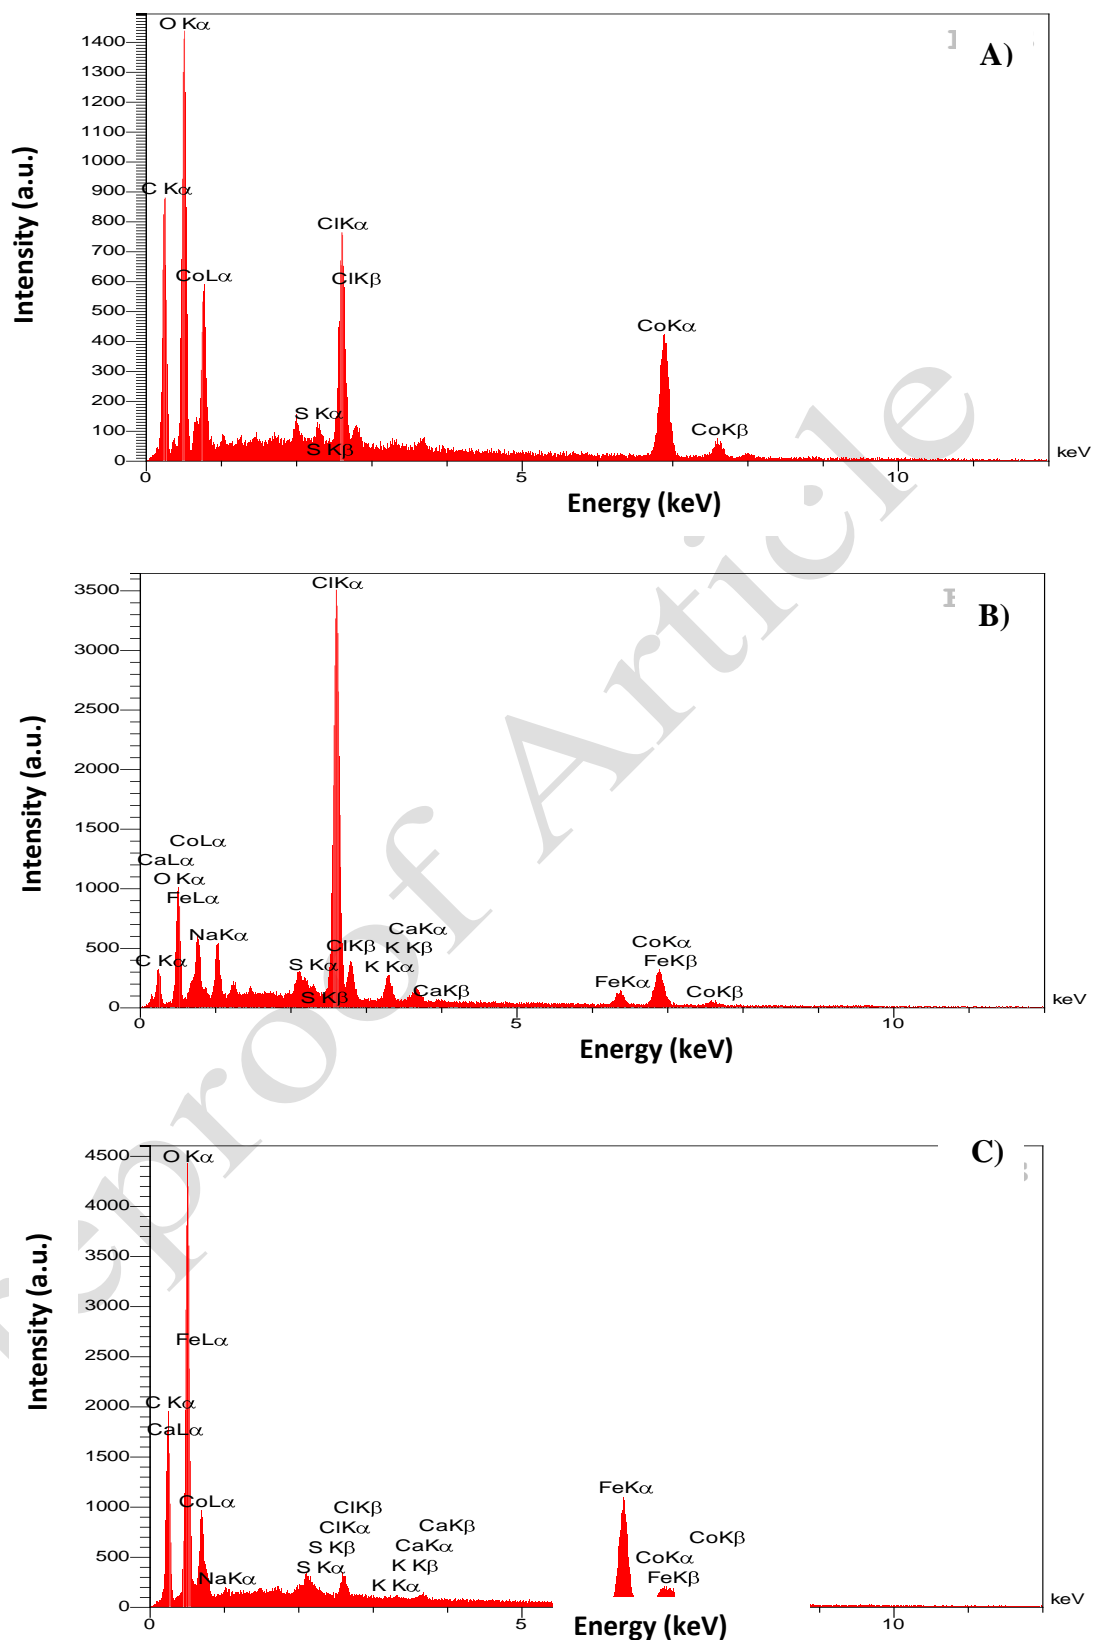 A)
O Kα
1400
1300
1200
1100
1000
900
800
700
600
500
400
300
200
100
0
Intensity (a.u.)
C Kα
CoLα
ClKα
ClKβ
S Kα
S Kβ
CoKα
CoKβ
keV
0
5
10
Energy (keV)
B)
3500
3000
2500
2000
1500
1000
500
0
Intensity (a.u.)
ClKα
CoLα
CaLα
O Kα
FeLα
NaKα
C Kα
S Kα
S Kβ
ClKβ
CaKα
K Kβ
K Kα
CaKβ
CoKα
FeKβ
FeKα
CoKβ
keV
0
5
10
Energy (keV)
C)
4500
4000
3500
3000
2500
2000
1500
1000
500
0
Intensity (a.u.)
O Kα
FeLα
C Kα
CaLα
CoLα
NaKα
ClKβ
ClKα
S Kβ
S Kα
CaKβ
CaKα
K Kβ
K Kα
FeKα
CoKβ
CoKα
FeKβ
keV
0
5
10
Energy (keV)
eproof of Article